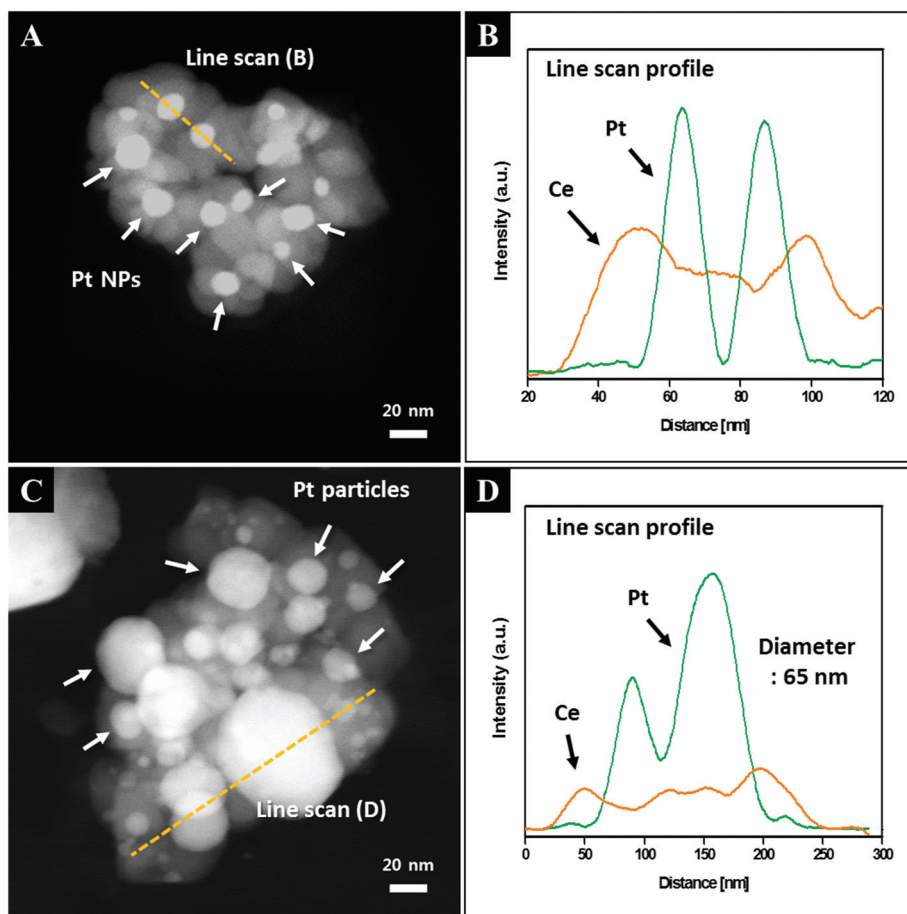 A
Line scan (B)
Pt NPs
20 nm
B
Line scan profile
Pt
Ce
Intensity (a.u.)
20 40 60 80 100 120
Distance [nm]
C
Pt particles
Line scan (D)
20 nm
D
Line scan profile
Pt
Diameter
: 65 nm
Ce
Intensity (a.u.)
0 50 100 150 200 250 300
Distance [nm]